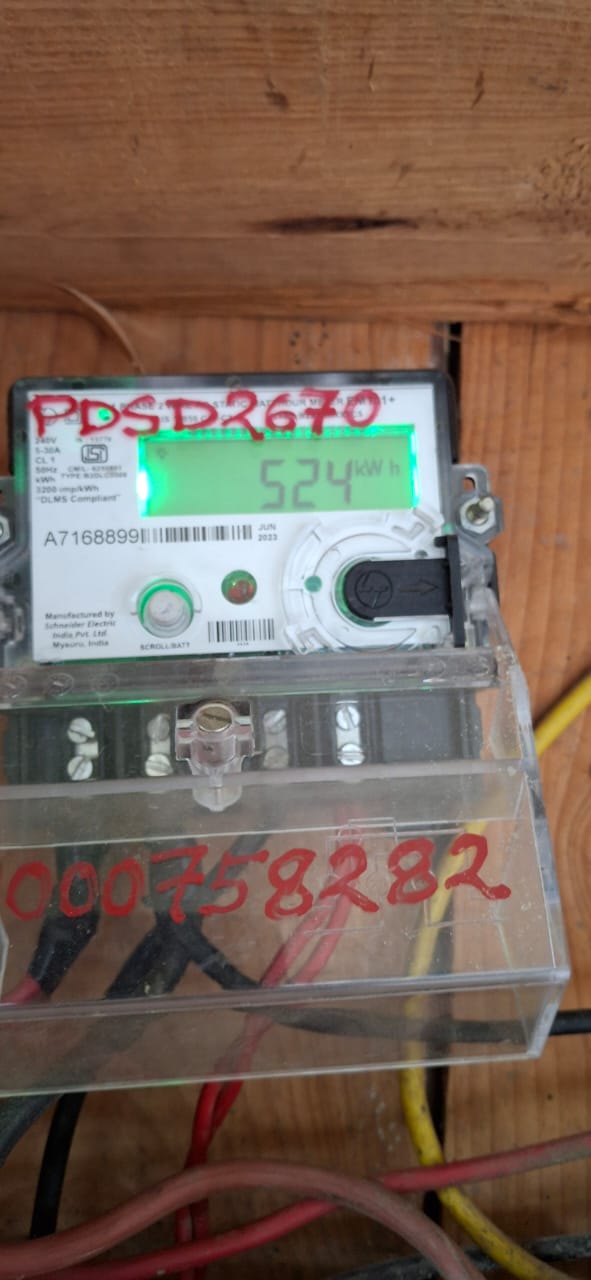 PDSD2670
240V
5-30A
CL 1
50Hz
kWh
3200 imp/kWh
"DLMS Compliant"
524 kW h
A7168899
JUN
2023
Manufactured by
Schneider Electric
India Pvt. Ltd.
Mysuru, India
SCROLL/BATT
000758282